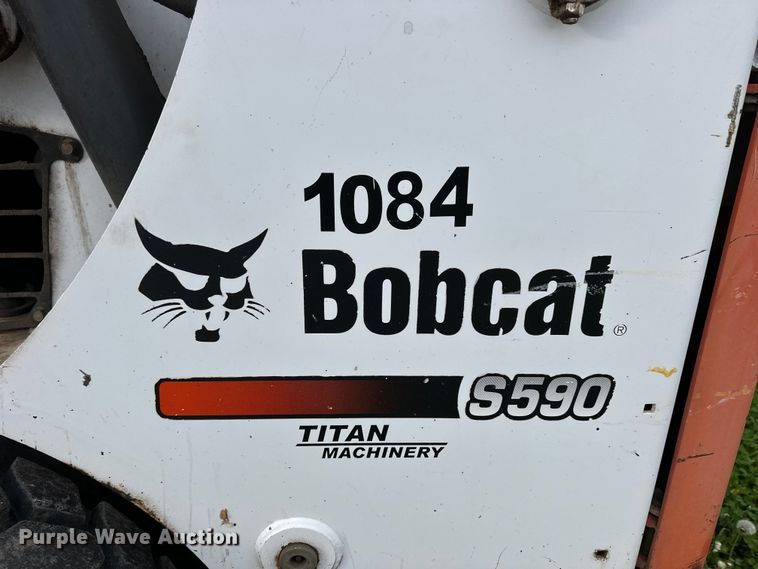 1084
Bobcat®
S590
TITAN
MACHINERY
Purple Wave Auction